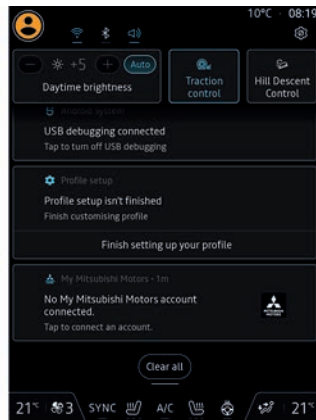 10°C · 08:19
+5
Auto
Daytime brightness
Traction
control
Hill Descent
Control
Android System
USB debugging connected
Tap to turn off USB debugging
Profile setup
Profile setup isn't finished
Finish customising profile
Finish setting up your profile
My Mitsubishi Motors · 1m
No My Mitsubishi Motors account
connected.
Tap to connect an account.
MITSUBISHI
MOTORS
Clear all
21° 3 SYNC A/C 21°